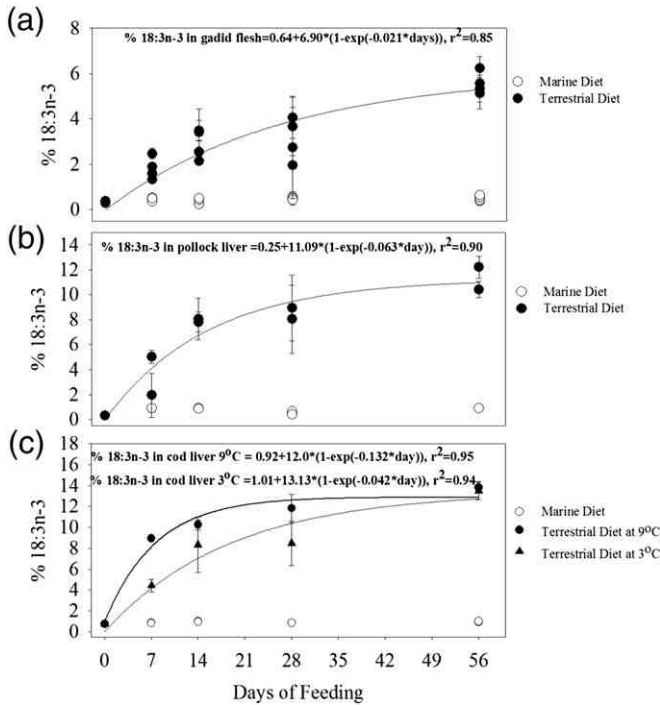 (a)
% 18:3n-3 in gadid flesh=0.64+6.90*(1-exp(-0.021*days)), r2=0.85
8
6
4
2
0
% 18:3n-3
Marine Diet
Terrestrial Diet
(b)
% 18:3n-3 in pollock liver =0.25+11.09*(1-exp(-0.063*day)), r2=0.90
14
12
10
8
6
4
2
0
% 18:3n-3
Marine Diet
Terrestrial Diet
(c)
% 18:3n-3 in cod liver 9°C = 0.92+12.0*(1-exp(-0.132*day)), r2=0.95
% 18:3n-3 in cod liver 3°C =1.01+13.13*(1-exp(-0.042*day)), r2=0.94
18
16
14
12
10
8
6
4
2
0
% 18:3n-3
Marine Diet
Terrestrial Diet at 9°C
Terrestrial Diet at 3°C
0 7 14 21 28 35 42 49 56
Days of Feeding